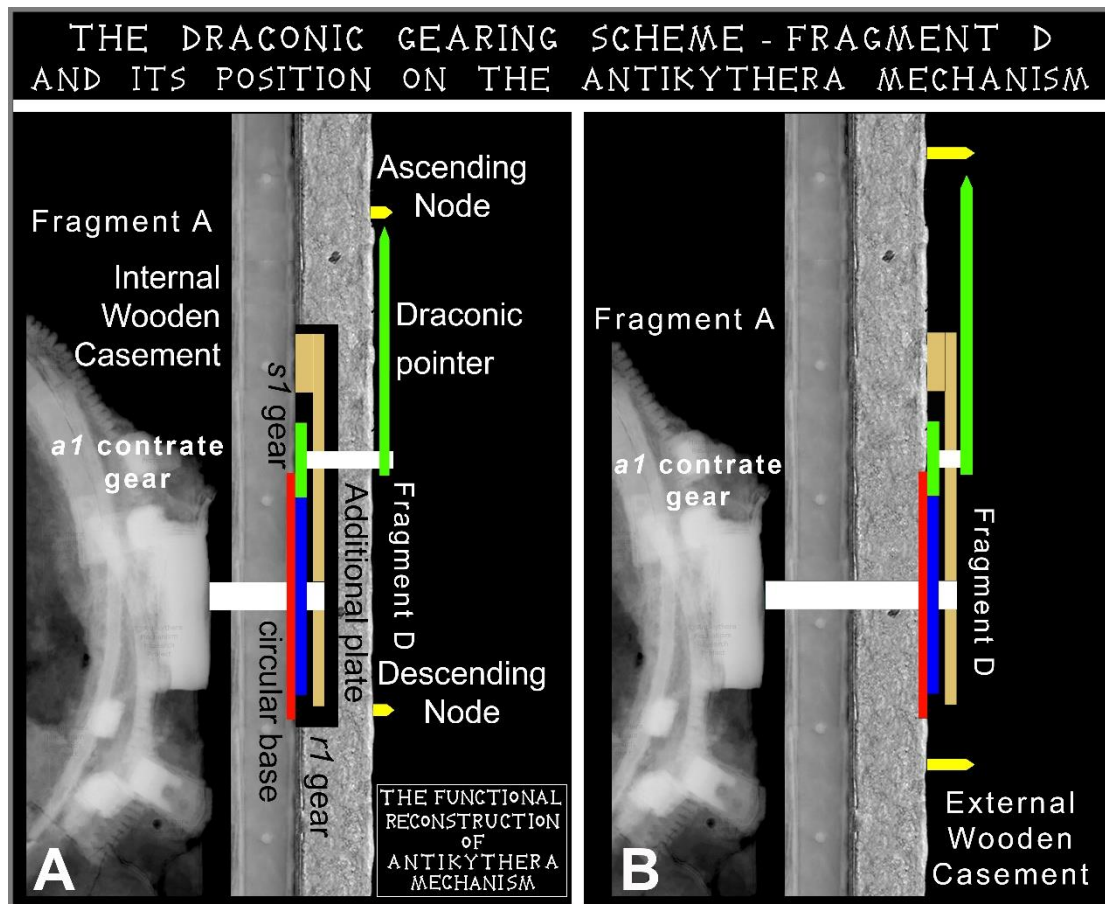 THE DRACONIC GEARING SCHEME - FRAGMENT D
AND ITS POSITION ON THE ANTIKYTHERA MECHANISM
Ascending
Node
Fragment A
Internal
Wooden
Casement
Draconic
pointer
s1 gear
a1 contrate
gear
Fragment D
Additional plate
circular base
r1 gear
Descending
Node
THE FUNCTIONAL
RECONSTRUCTION
OF
ANTIKYTHERA
MECHANISM
A
Fragment A
a1 contrate
gear
Fragment D
External
Wooden
Casement
B